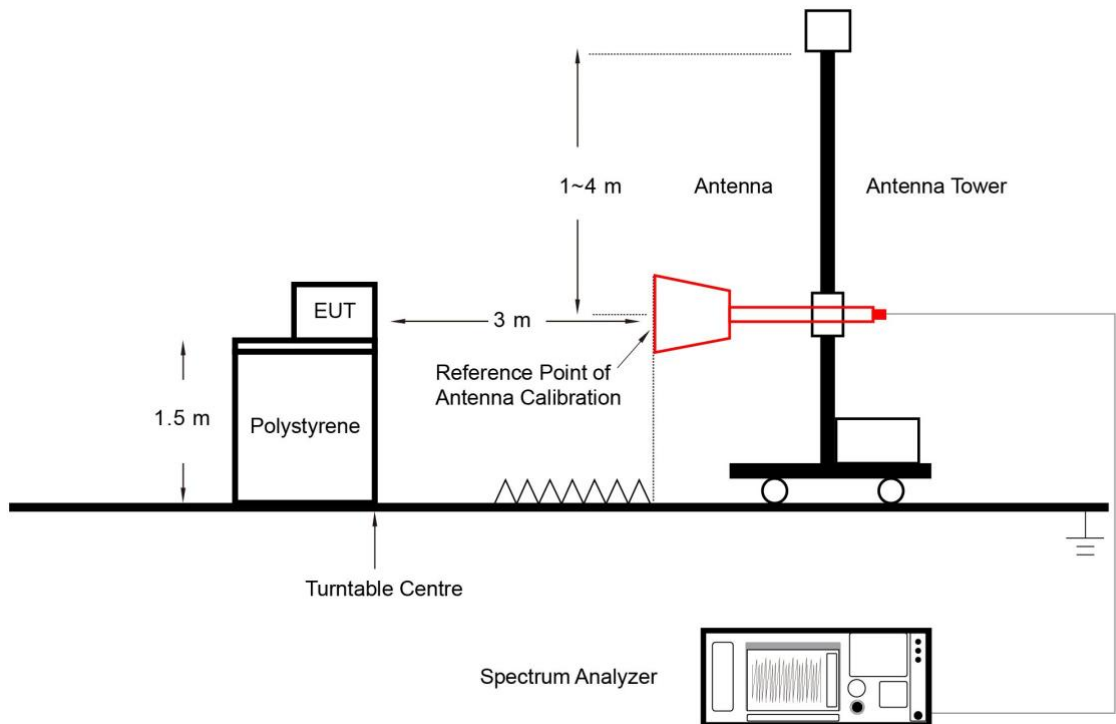 1~4 m
Antenna
Antenna Tower
EUT
3 m
Reference Point of
Antenna Calibration
1.5 m
Polystyrene
Turntable Centre
Spectrum Analyzer